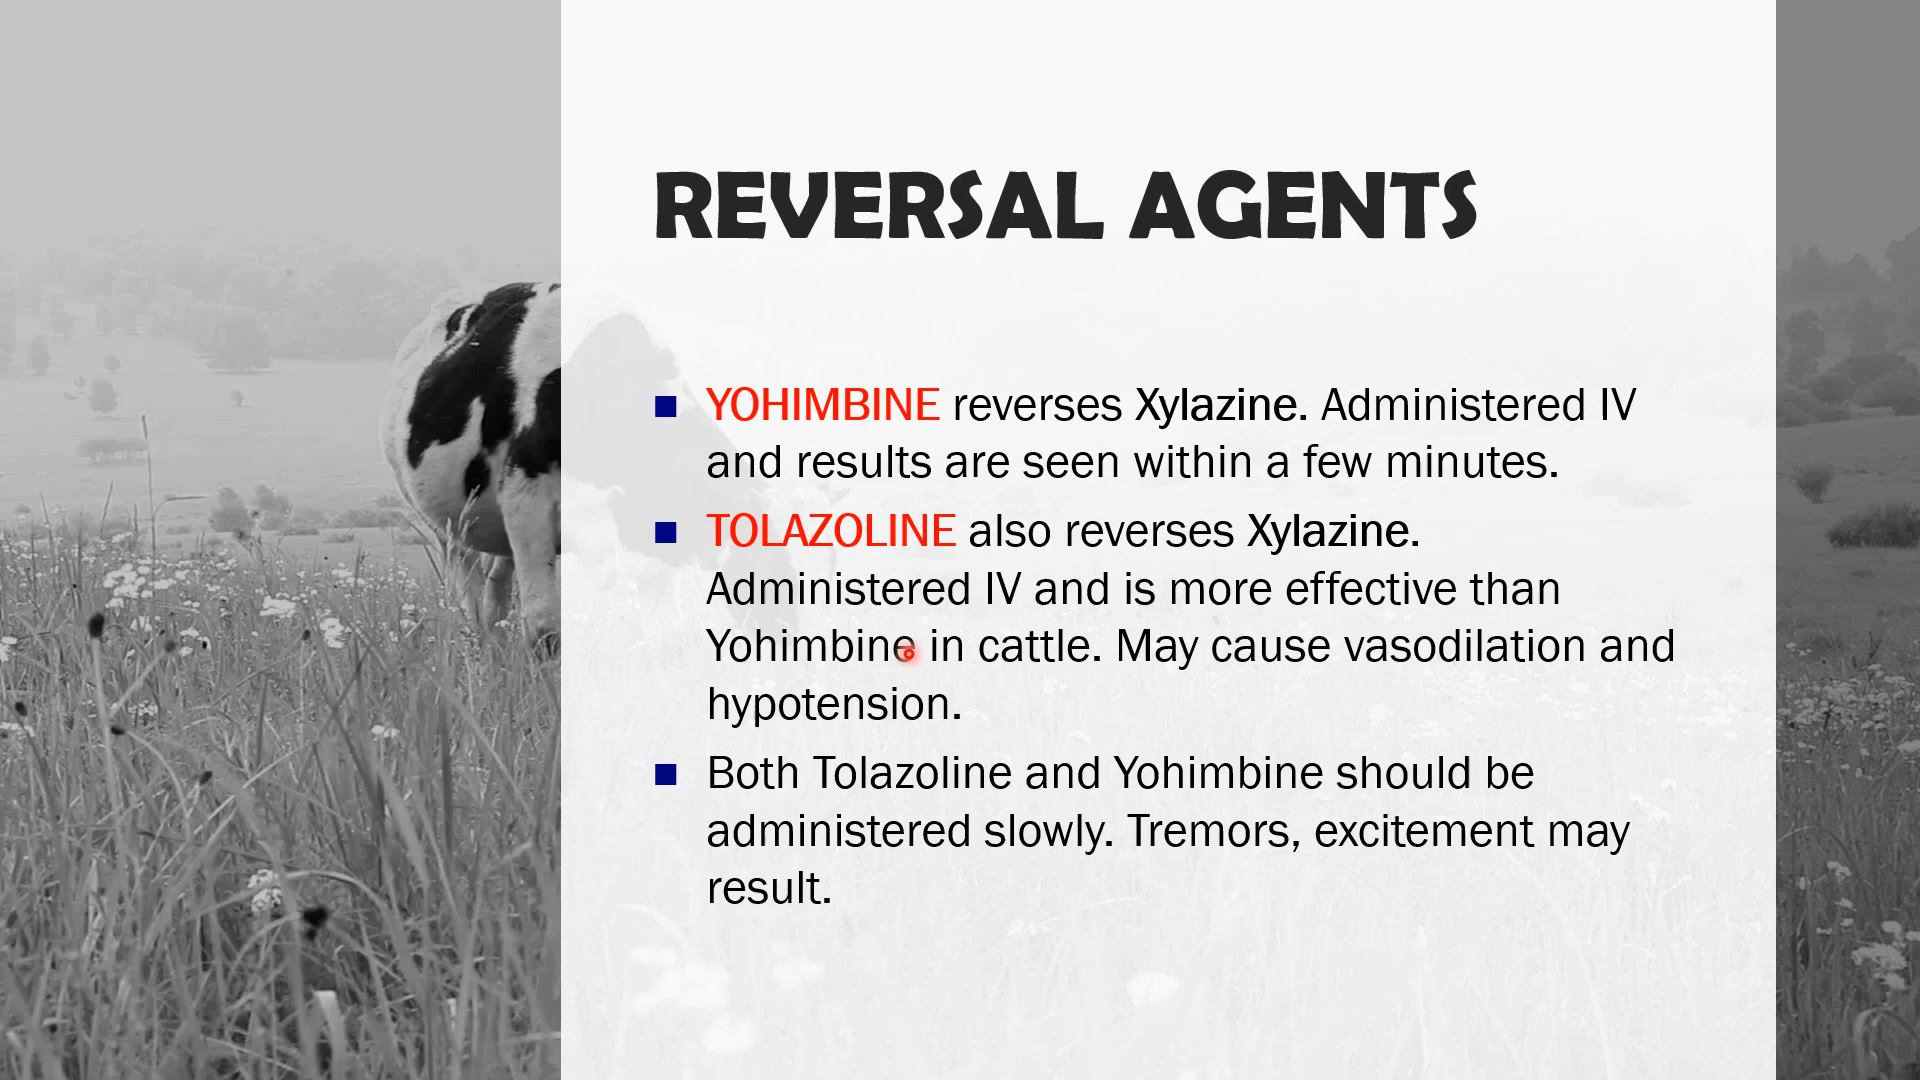 REVERSAL AGENTS
YOHIMBINE reverses Xylazine. Administered IV
and results are seen within a few minutes.
TOLAZOLINE also reverses Xylazine.
Administered IV and is more effective than
Yohimbine in cattle. May cause vasodilation and
hypotension.
Both Tolazoline and Yohimbine should be
administered slowly. Tremors, excitement may
result.